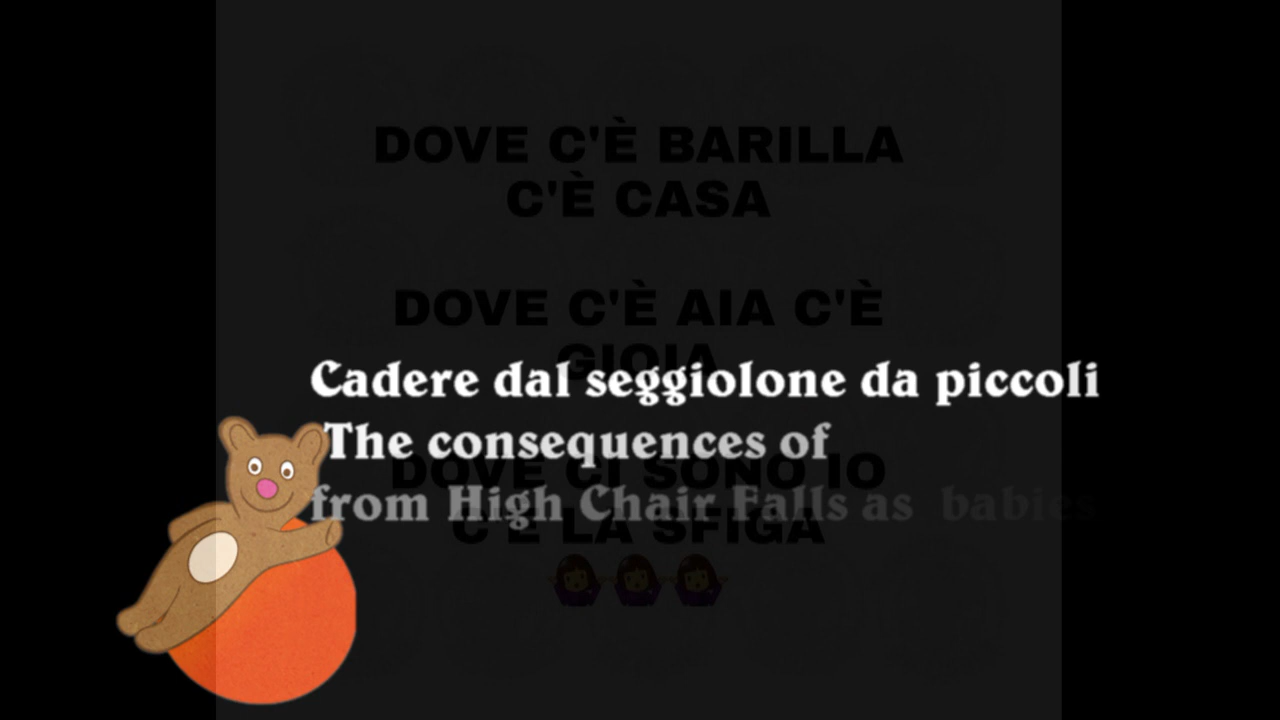 DOVE C'È BARILLA
C'È CASA
DOVE C'È AIA C'È
GIOIA
Cadere dal seggiolone da piccoli
The consequences of
from High Chair Falls as babies
DOVE CI SONO IO
C'È LA SFIGA
🤷🏻‍♀️🤷🏻‍♀️🤷🏻‍♀️